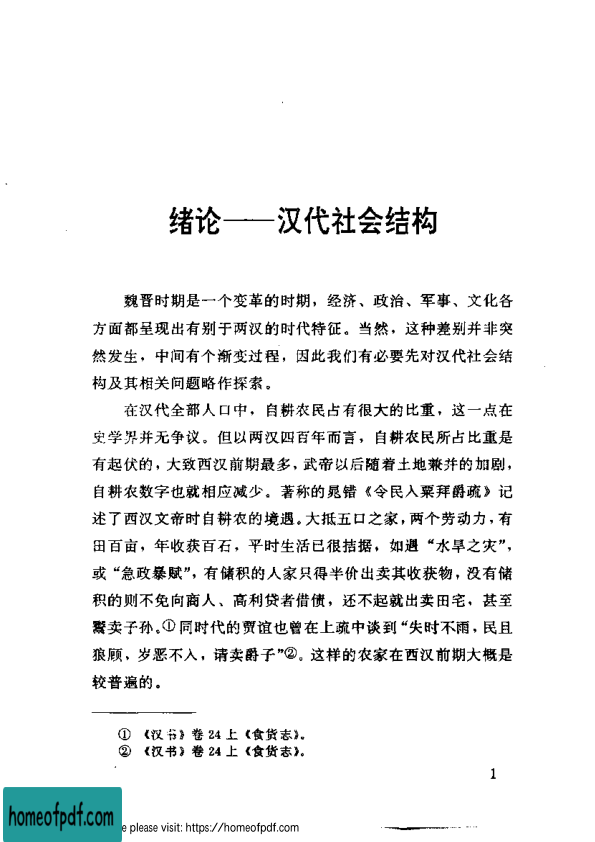 绪论——汉代社会结构
魏晋时期是一个变革的时期，经济、政治、军事、文化各
方面都呈现出有别于两汉的时代特征。当然，这种差别并非突
然发生，中间有个渐变过程，因此我们有必要先对汉代社会结
构及其相关问题略作探索。
在汉代全部人口中，自耕农民占有很大的比重，这一点在
史学界并无争议。但以两汉四百年而言，自耕农民所占比重是
有起伏的，大致西汉前期最多，武帝以后随着土地兼并的加剧，
自耕农数字也就相应减少。著称的晁错《令民入粟拜爵疏》记
述了西汉文帝时自耕农的境遇。大抵五口之家，两个劳动力，有
田百亩，年收获百石，平时生活已很拮据，如遇“水旱之灾”，
或“急政暴赋”，有储积的人家只得半价出卖其收获物，没有储
积的则不免向商人、高利贷者借债，还不起就出卖田宅，甚至
鬻卖子孙。①同时代的贾谊也曾在上疏中谈到“失时不雨，民且
狼顾，岁恶不入，请卖爵子”②。这样的农家在西汉前期大概是
较普遍的。
① 《汉书》卷 24 上《食货志》。
② 《汉书》卷 24 上《食货志》。
1
homeofpdf.com
e please visit: https://homeofpdf.com